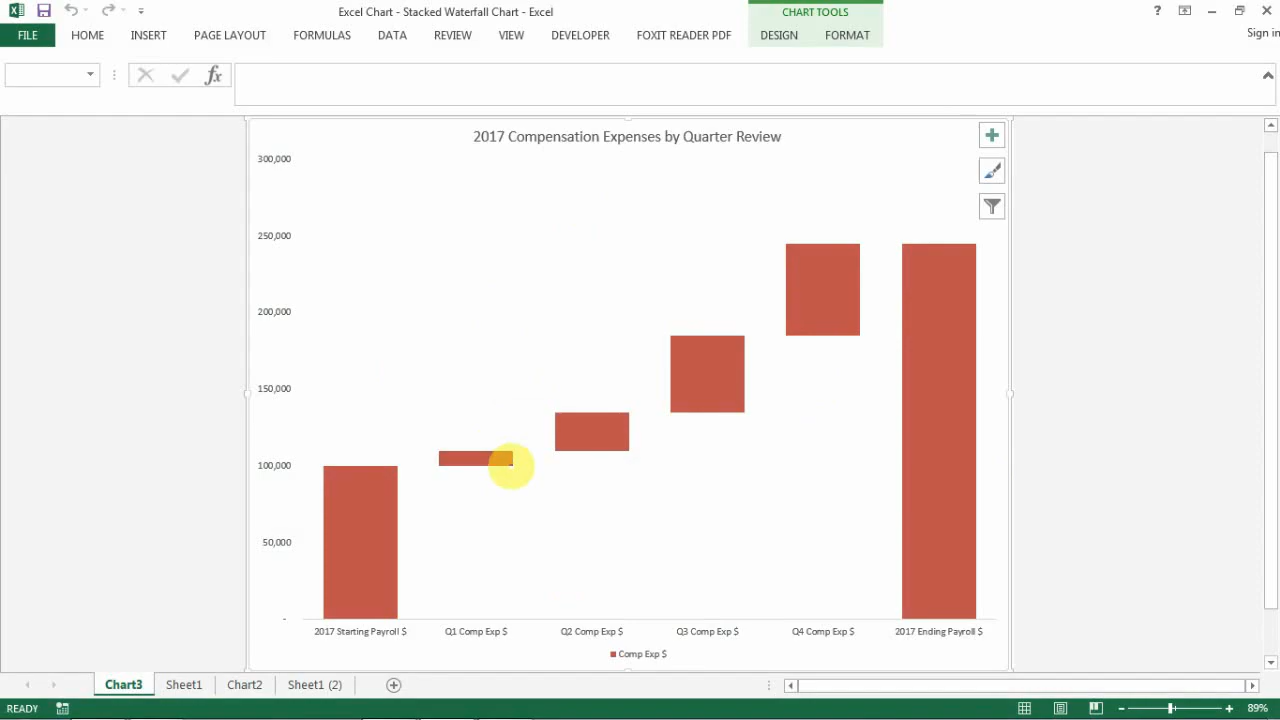 Excel Chart - Stacked Waterfall Chart - Excel
CHART TOOLS
?
FILE
HOME
INSERT
PAGE LAYOUT
FORMULAS
DATA
REVIEW
VIEW
DEVELOPER
FOXIT READER PDF
DESIGN
FORMAT
Sign in
fx
2017 Compensation Expenses by Quarter Review
300,000
250,000
200,000
150,000
100,000
50,000
-
2017 Starting Payroll $
Q1 Comp Exp $
Q2 Comp Exp $
Q3 Comp Exp $
Q4 Comp Exp $
2017 Ending Payroll $
Comp Exp $
Chart3
Sheet1
Chart2
Sheet1 (2)
READY
89%